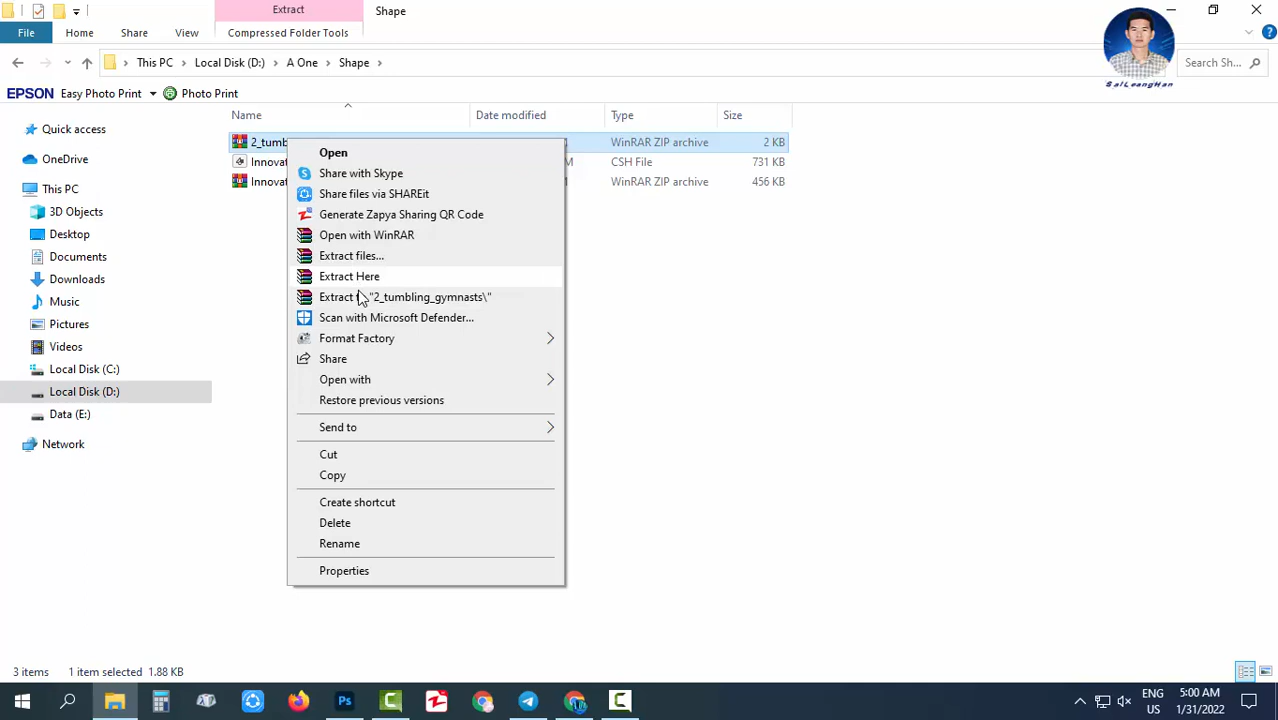 Extract
Shape
File
Home
Share
View
Compressed Folder Tools
SaiLeangHan
This PC
Local Disk (D:)
A One
Shape
Search Sh...
EPSON
Easy Photo Print
Photo Print
Name
Date modified
Type
Size
Quick access
OneDrive
This PC
3D Objects
Desktop
Documents
Downloads
Music
Pictures
Videos
Local Disk (C:)
Local Disk (D:)
Data (E:)
Network
2_tumb
WinRAR ZIP archive
2 KB
Innovat
M
CSH File
731 KB
Innovat
WinRAR ZIP archive
456 KB
Open
Share with Skype
Share files via SHAREit
Generate Zapya Sharing QR Code
Open with WinRAR
Extract files...
Extract Here
Extract "2_tumbling_gymnasts\"
Scan with Microsoft Defender...
Format Factory
Share
Open with
Restore previous versions
Send to
Cut
Copy
Create shortcut
Delete
Rename
Properties
3 items
1 item selected 1.88 KB
Ps
ENG
US
5:00 AM
1/31/2022